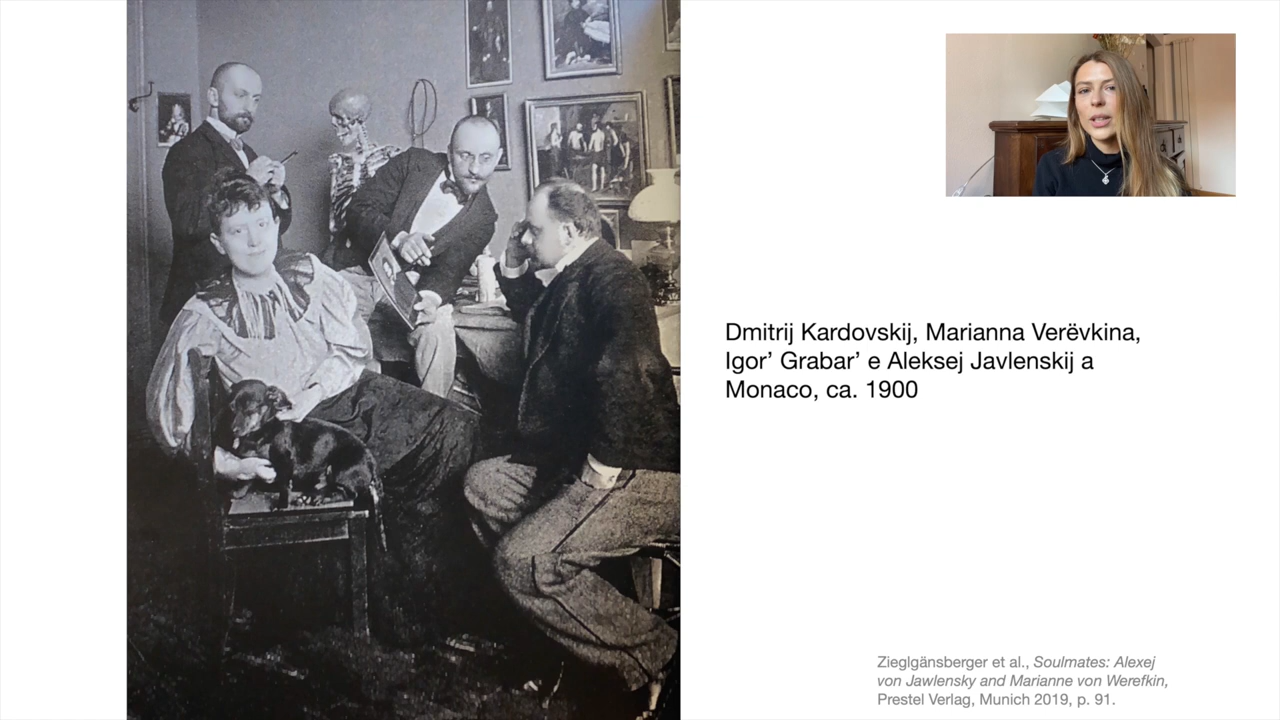 Dmitrij Kardovskij, Marianna Verëvkina,
Igor’ Grabar’ e Aleksej Javlenskij a
Monaco, ca. 1900
Zieglgänsberger et al., Soulmates: Alexej
von Jawlensky and Marianne von Werefkin,
Prestel Verlag, Munich 2019, p. 91.